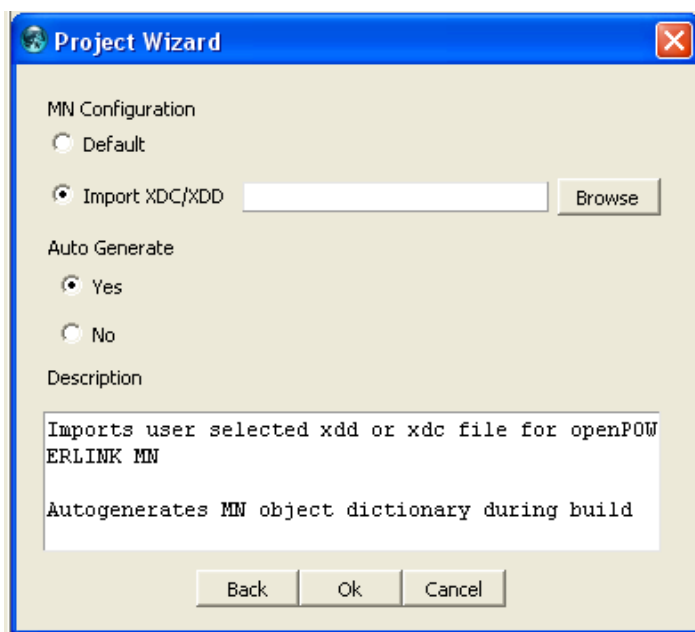 Project Wizard
MN Configuration
Default
Import XDC/XDD Browse
Auto Generate
Yes
No
Description
Imports user selected xdd or xdc file for openPOW
ERLINK MN
Autogenerates MN object dictionary during build
Back Ok Cancel